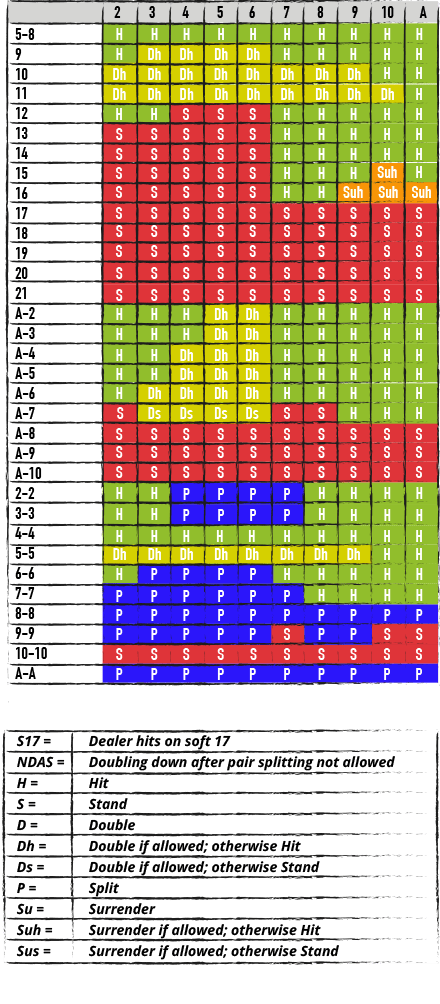 2 3 4 5 6 7 8 9 10 A
5-8 H H H H H H H H H H
9 H Dh Dh Dh Dh H H H H H
10 Dh Dh Dh Dh Dh Dh Dh Dh H H
11 Dh Dh Dh Dh Dh Dh Dh Dh Dh H
12 H H S S S H H H H H
13 S S S S S H H H H H
14 S S S S S H H H H H
15 S S S S S H H H Suh H
16 S S S S S H H Suh Suh Suh
17 S S S S S S S S S S
18 S S S S S S S S S S
19 S S S S S S S S S S
20 S S S S S S S S S S
21 S S S S S S S S S S
A-2 H H H Dh Dh H H H H H
A-3 H H H Dh Dh H H H H H
A-4 H H Dh Dh Dh H H H H H
A-5 H H Dh Dh Dh H H H H H
A-6 H Dh Dh Dh Dh H H H H H
A-7 S Ds Ds Ds Ds S S H H H
A-8 S S S S S S S S S S
A-9 S S S S S S S S S S
A-10 S S S S S S S S S S
2-2 H H P P P P H H H H
3-3 H H P P P P H H H H
4-4 H H H H H H H H H H
5-5 Dh Dh Dh Dh Dh Dh Dh Dh H H
6-6 H P P P P H H H H H
7-7 P P P P P P H H H H
8-8 P P P P P P P P P P
9-9 P P P P P S P P S S
10-10 S S S S S S S S S S
A-A P P P P P P P P P P
S17 = Dealer hits on soft 17
NDAS = Doubling down after pair splitting not allowed
H = Hit
S = Stand
D = Double
Dh = Double if allowed; otherwise Hit
Ds = Double if allowed; otherwise Stand
P = Split
Su = Surrender
Suh = Surrender if allowed; otherwise Hit
Sus = Surrender if allowed; otherwise Stand